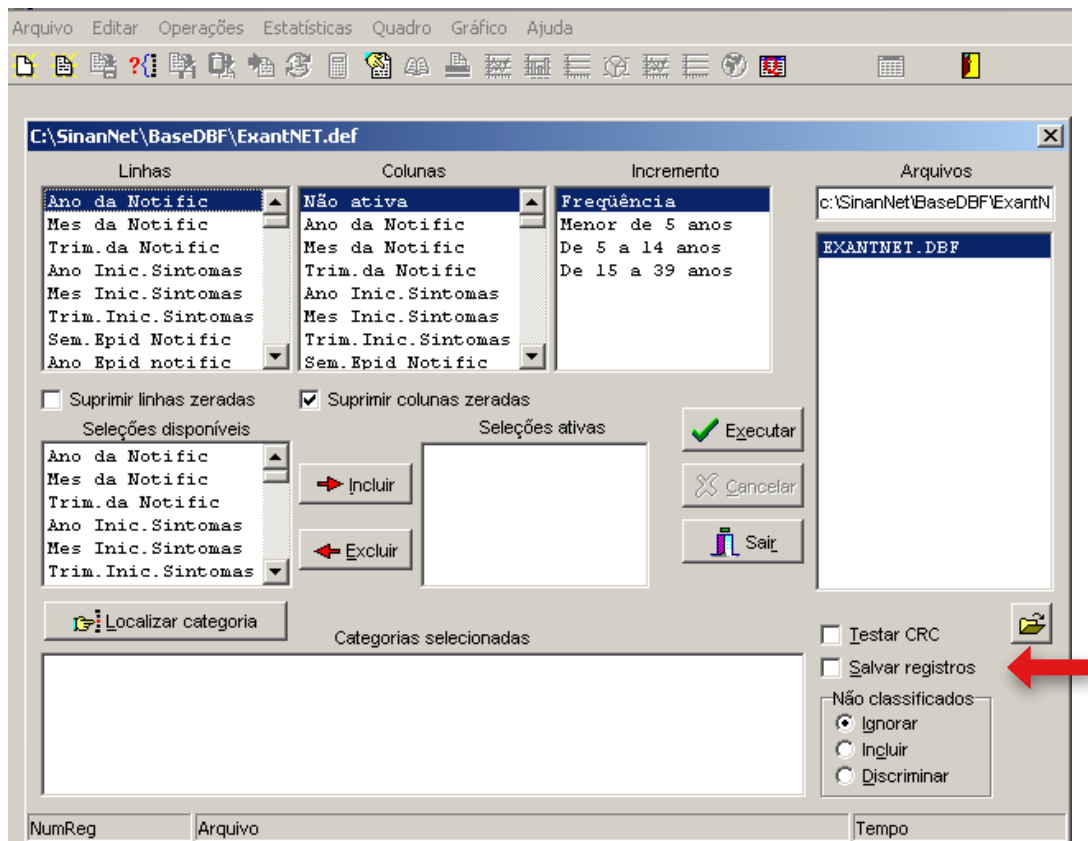 Arquivo Editar Operações Estatísticas Quadro Gráfico Ajuda
C:\SinanNet\BaseDBF\ExantNET.def
Linhas Colunas Incremento Arquivos
Ano da Notific
Mes da Notific
Trim.da Notific
Ano Inic.Sintomas
Mes Inic.Sintomas
Trim.Inic.Sintomas
Sem.Epid Notific
Ano Epid notific
Não ativa
Ano da Notific
Mes da Notific
Trim.da Notific
Ano Inic.Sintomas
Mes Inic.Sintomas
Trim.Inic.Sintomas
Sem.Epid Notific
Freqüência
Menor de 5 anos
De 5 a 14 anos
De 15 a 39 anos
c:\SinanNet\BaseDBF\ExantN
EXANTNET.DBF
Suprimir linhas zeradas
Suprimir colunas zeradas
Seleções disponíveis
Ano da Notific
Mes da Notific
Trim.da Notific
Ano Inic.Sintomas
Mes Inic.Sintomas
Trim.Inic.Sintomas
Incluir
Excluir
Seleções ativas
Executar
Cancelar
Sair
Localizar categoria
Categorias selecionadas
Testar CRC
Salvar registros
Não classificados
Ignorar
Incluir
Discriminar
NumReg Arquivo Tempo